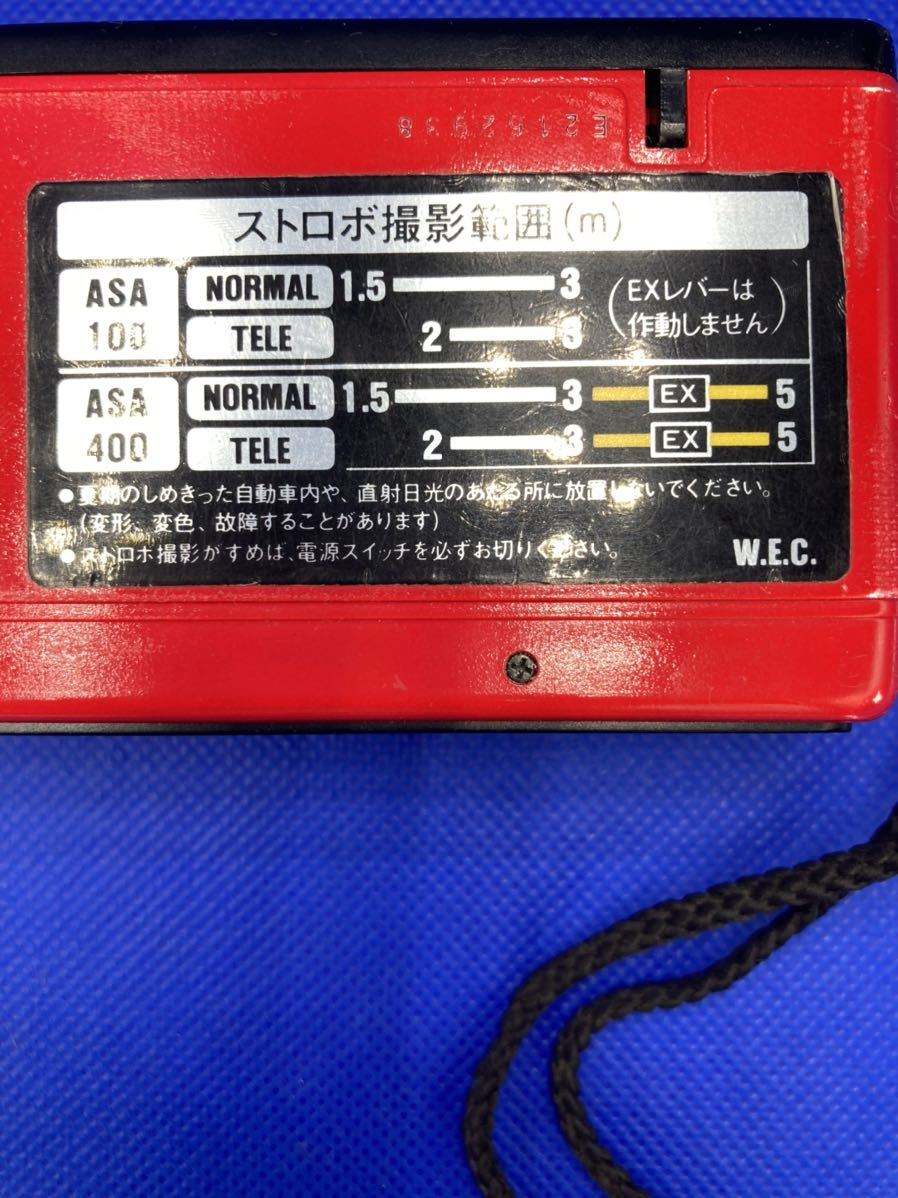 E2152938
ストロボ撮影範囲(m)
ASA 100 NORMAL 1.5 3 (EXレバーは作動しません)
TELE 2 3
ASA 400 NORMAL 1.5 3 EX 5
TELE 2 3 EX 5
●夏期のしめきった自動車内や、直射日光のあたる所に放置しないでください。
(変形、変色、故障することがあります)
●ストロボ撮影がすめば、電源スイッチを必ずお切りください。
W.E.C.